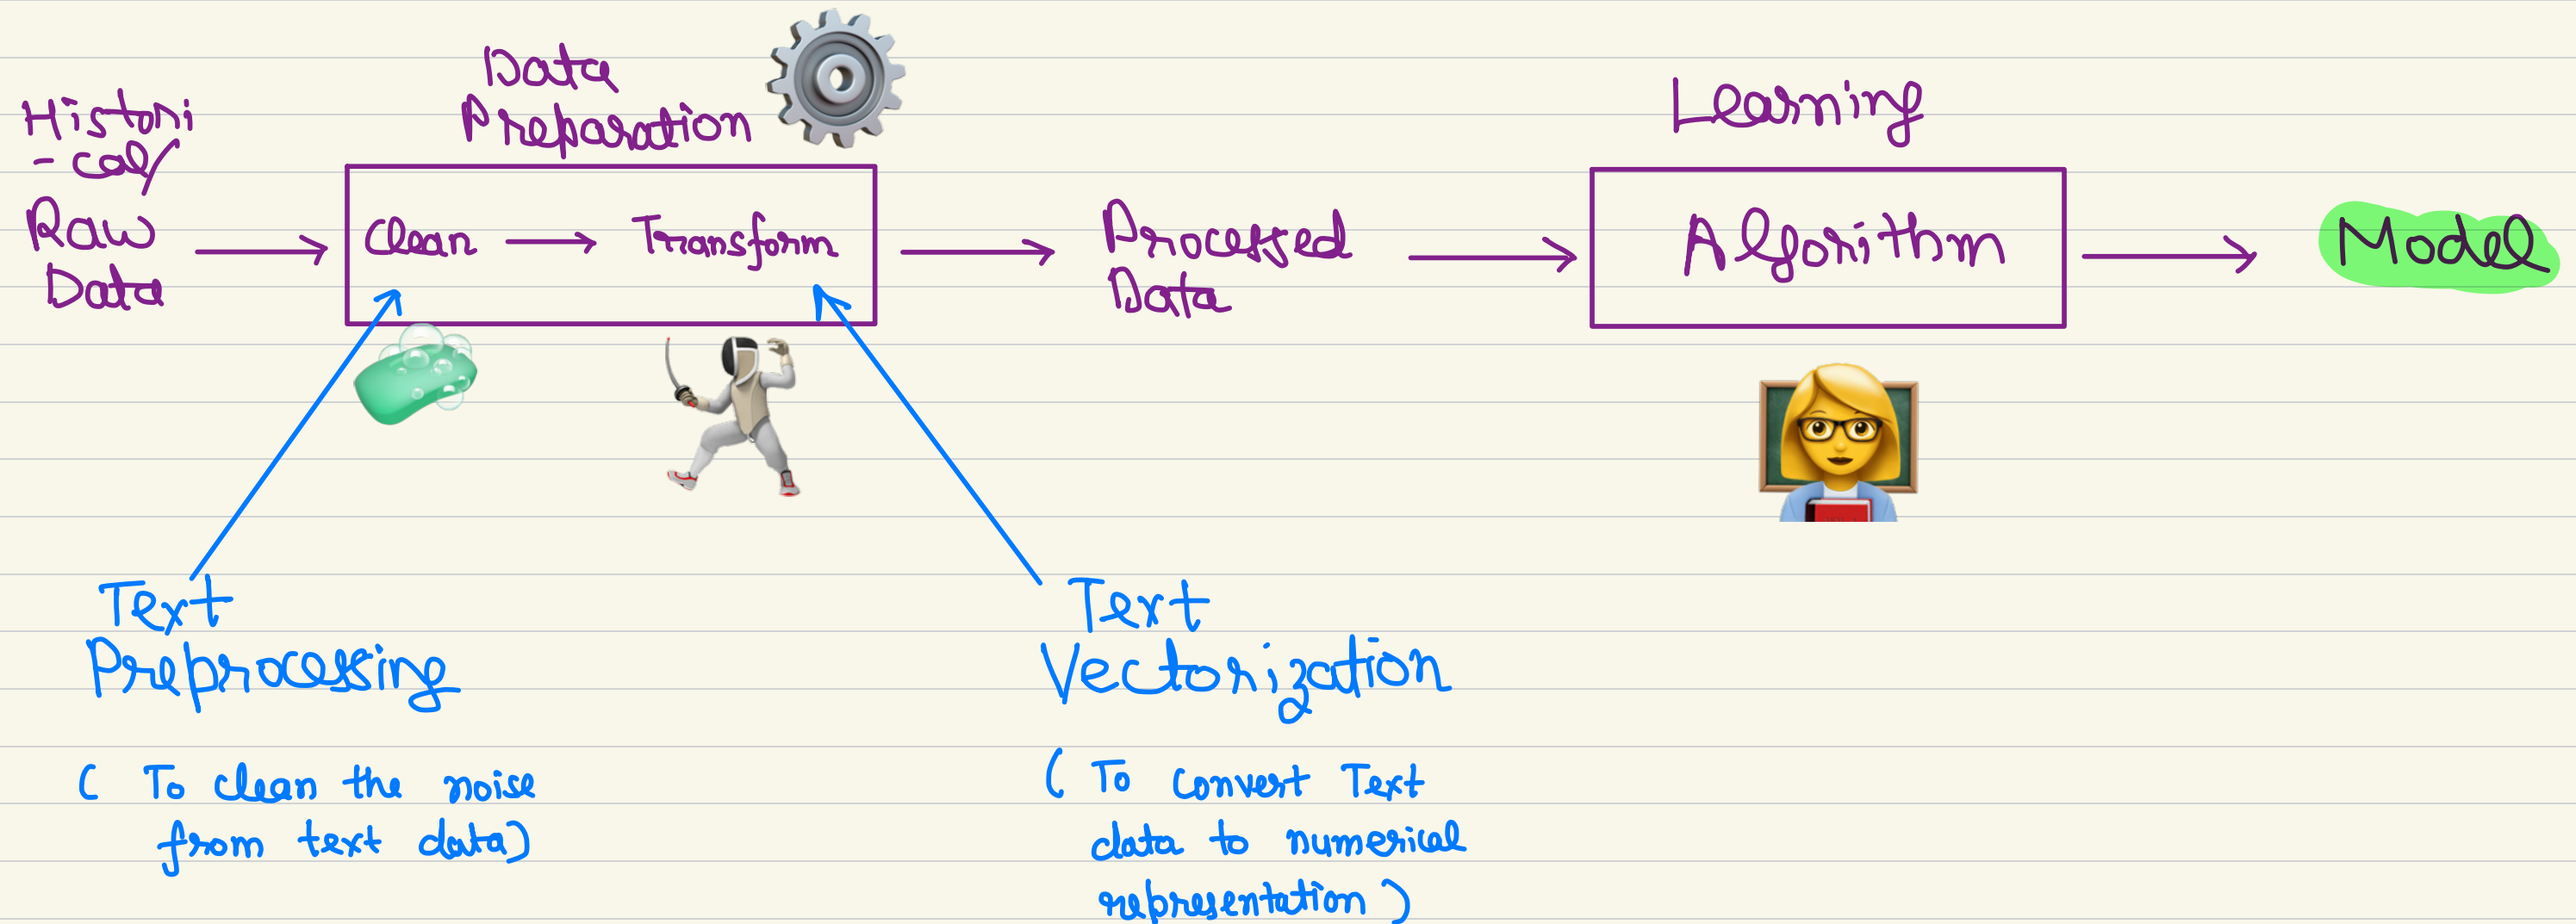 Histori
-cal/
Raw
Data
Data
Preparation
Clean → Transform
Processed
Data
Learning
Algorithm
Model
Text
Preprocessing
( To clean the noise
from text data)
Text
Vectorization
( To convert Text
data to numerical
representation )